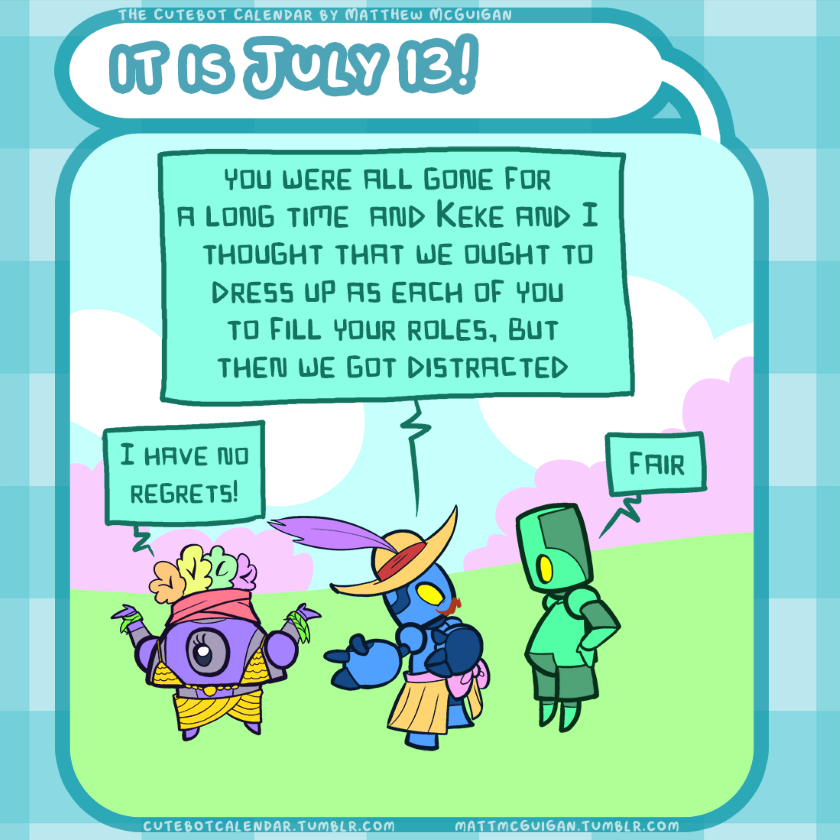 THE CUTEBOT CALENDAR BY MATTHEW MCGUIGAN
IT IS JULY 13!
YOU WERE ALL GONE FOR
A LONG TIME AND KEKE AND I
THOUGHT THAT WE OUGHT TO
DRESS UP AS EACH OF YOU
TO FILL YOUR ROLES, BUT
THEN WE GOT DISTRACTED
I HAVE NO
REGRETS!
FAIR
CUTEBOTCALENDAR.TUMBLR.COM
MATTMCGUIGAN.TUMBLR.COM